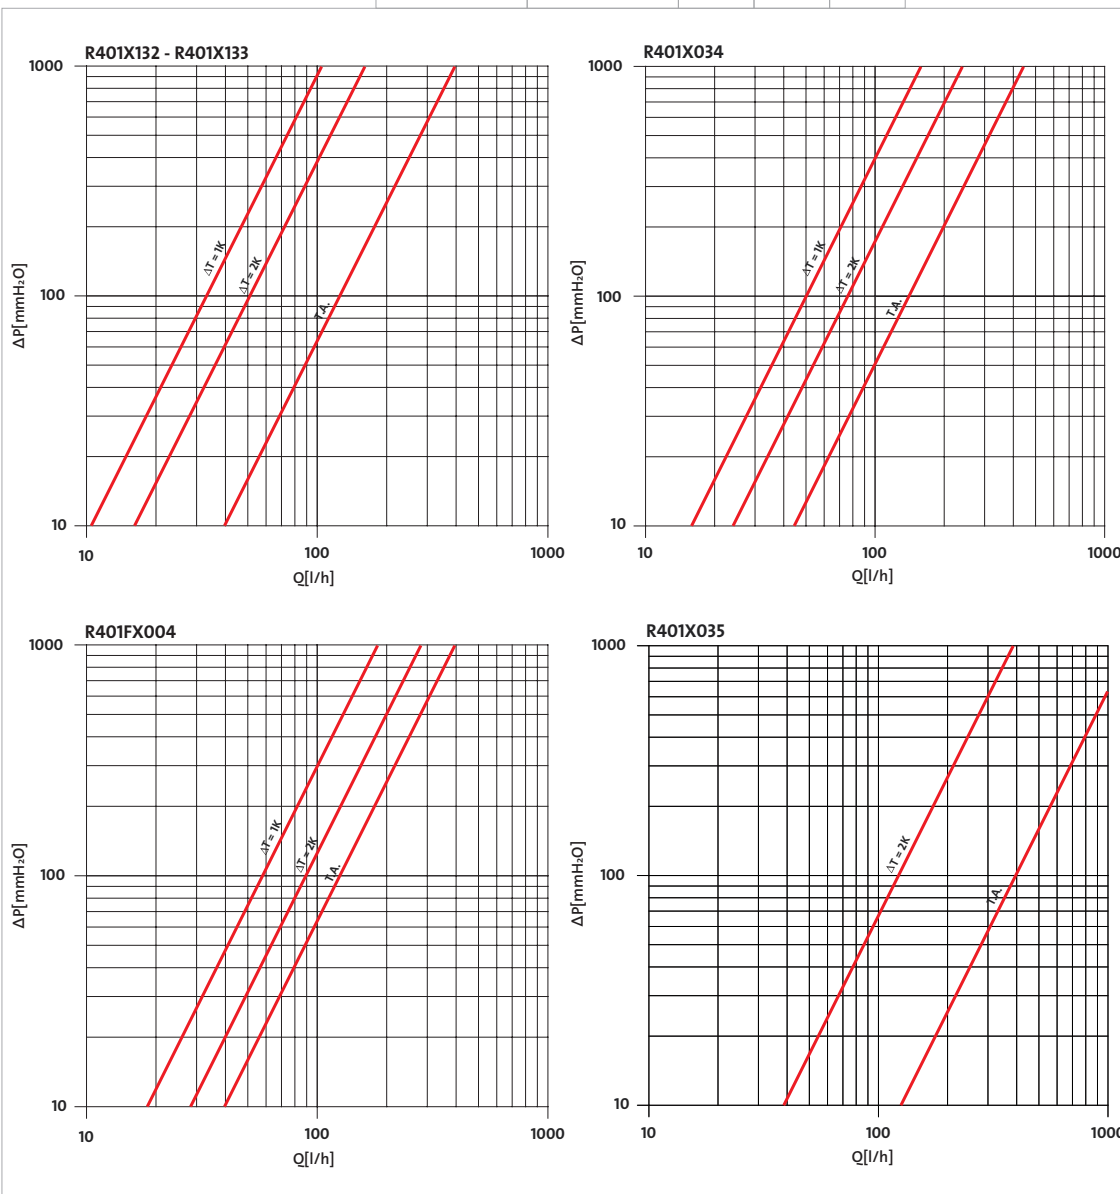 R401X132 - R401X133
1000
100
10
ΔP[mmH₂O]
ΔT = 1K
ΔT = 2K
T.A.
10
100
1000
Q[l/h]
R401X034
1000
100
10
ΔP[mmH₂O]
ΔT = 1K
ΔT = 2K
T.A.
10
100
1000
Q[l/h]
R401FX004
1000
100
10
ΔP[mmH₂O]
ΔT = 1K
ΔT = 2K
T.A.
10
100
1000
Q[l/h]
R401X035
1000
100
10
ΔP[mmH₂O]
ΔT = 2K
T.A.
10
100
1000
Q[l/h]